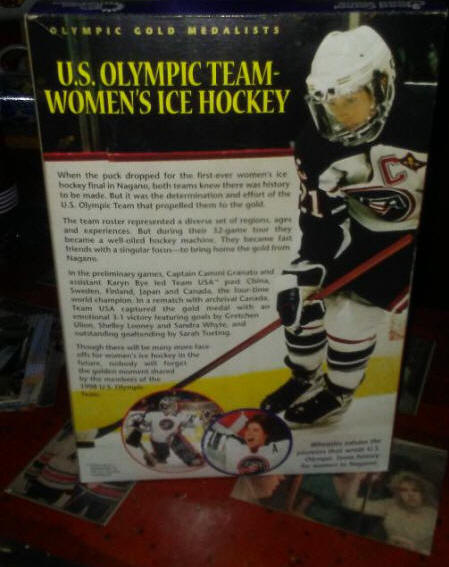 OLYMPIC GOLD MEDALISTS
U.S. OLYMPIC TEAM-
WOMEN'S ICE HOCKEY
When the puck dropped for the first-ever women's ice
hockey final in Nagano, both teams knew there was history
to be made. But it was the determination and effort of the
U.S. Olympic Team that propelled them to the gold.
The team roster represented a diverse set of regions, ages
and experiences. But during their 32-game tour they
became a well-oiled hockey machine. They became fast
friends with a singular focus—to bring home the gold from
Nagano.
In the preliminary games, Captain Cammi Granato and
assistant Karyn Bye led Team USA™ past China,
Sweden, Finland, Japan and Canada, the four-time
world champion. In a rematch with archrival Canada,
Team USA captured the gold medal with an
emotional 3-1 victory featuring goals by Gretchen
Ulion, Shelley Looney and Sandra Whyte, and
outstanding goaltending by Sarah Tueting.
Though there will be many more face
offs for women's ice hockey in the
future, nobody will forget
the golden moment shared
by the members of the
1998 U.S. Olympic
Team.
Wheaties salutes the
pioneers that wrote U.S.
Olympic Team history
for women in Nagano.
C
21
A